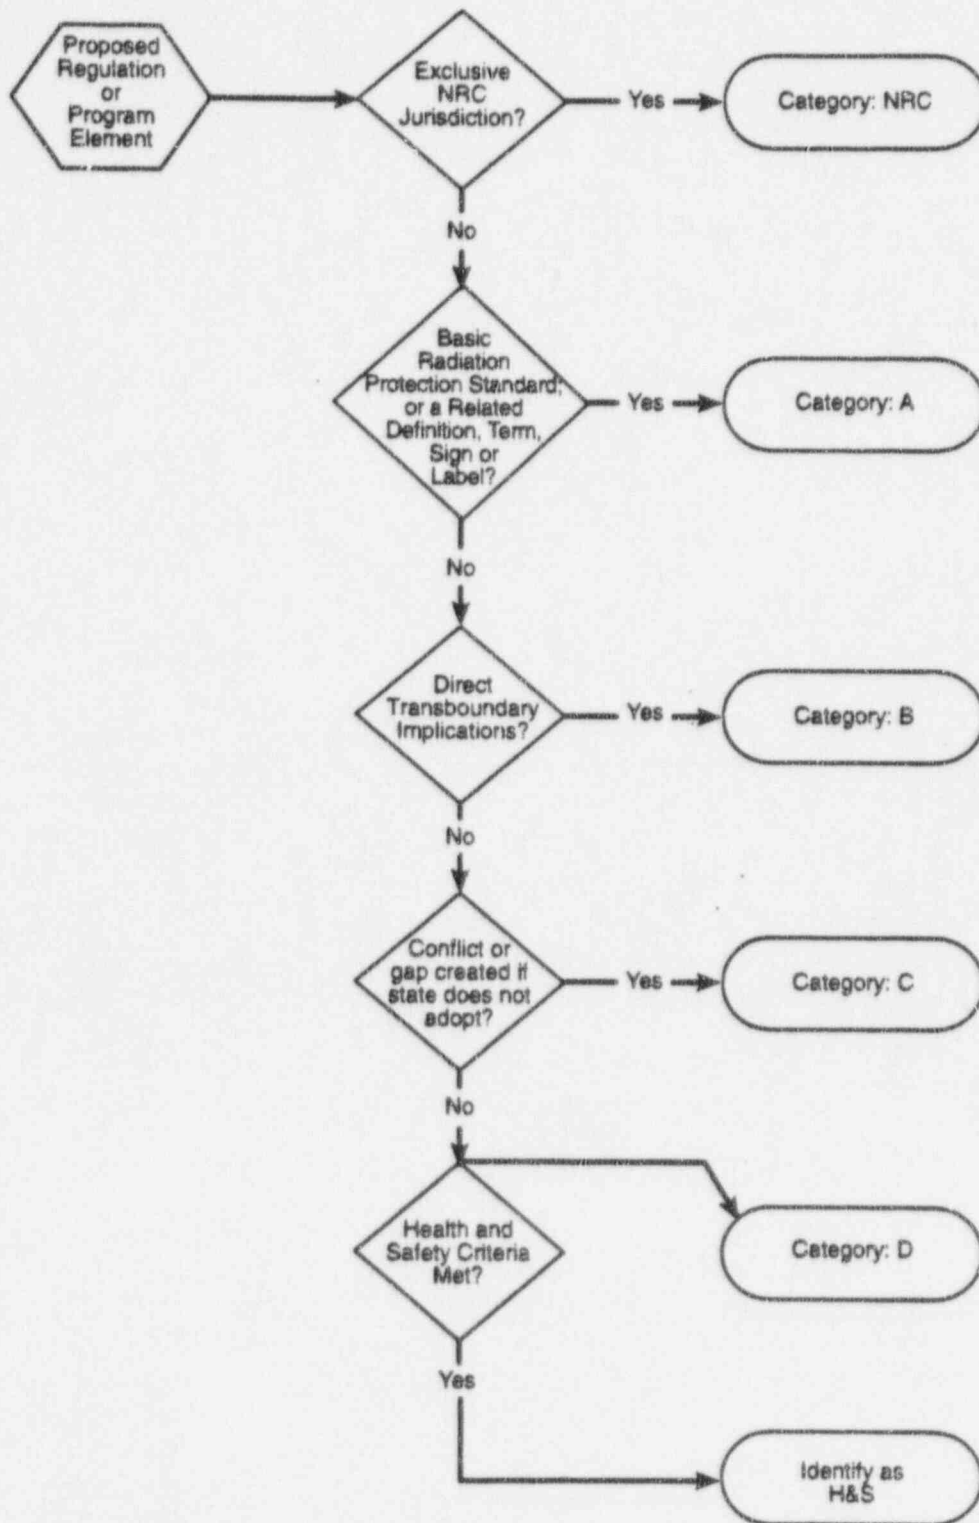 Proposed
Regulation
or
Program
Element
Exclusive
NRC
Jurisdiction?
Yes
Category: NRC
No
Basic
Radiation
Protection Standard;
or a Related
Definition, Term,
Sign or
Label?
Yes
Category: A
No
Direct
Transboundary
Implications?
Yes
Category: B
No
Conflict or
gap created if
state does not
adopt?
Yes
Category: C
No
Health and
Safety Criteria
Met?
Category: D
Yes
Identify as
H&S